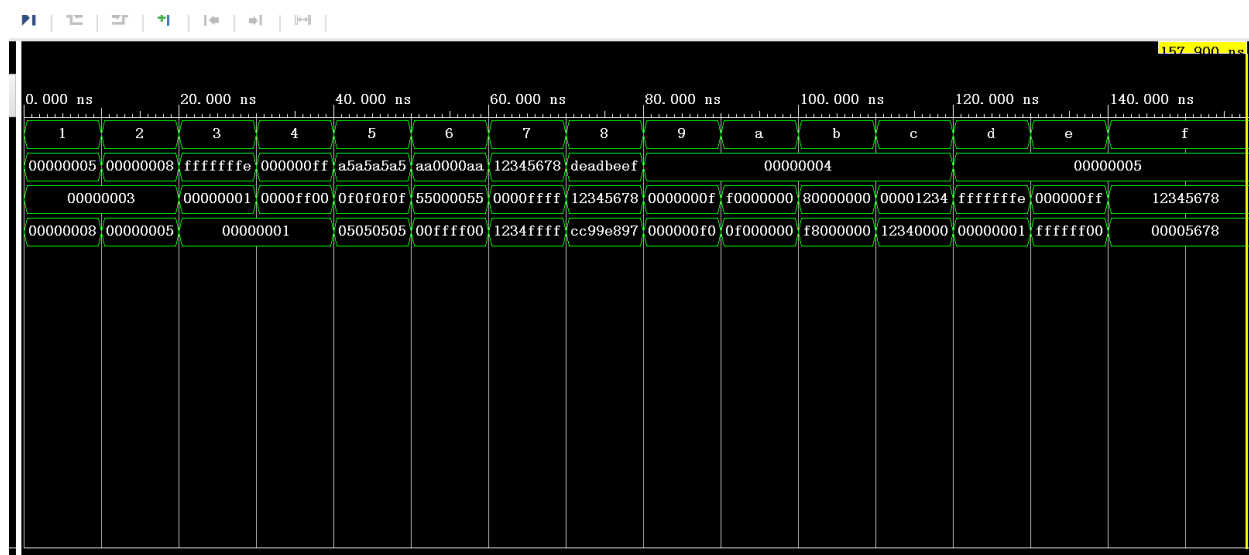 157.900 ns
0.000 ns 20.000 ns 40.000 ns 60.000 ns 80.000 ns 100.000 ns 120.000 ns 140.000 ns
1 2 3 4 5 6 7 8 9 a b c d e f
00000005 00000008 fffffffe 000000ff a5a5a5a5 aa0000aa 12345678 deadbeef 00000004 00000005
00000003 00000001 0000ff00 0f0f0f0f 55000055 0000ffff 12345678 0000000f f0000000 80000000 00001234 fffffffe 000000ff 12345678
00000008 00000005 00000001 05050505 00ffff00 1234ffff cc99e897 000000f0 0f000000 f8000000 12340000 00000001 ffffff00 00005678